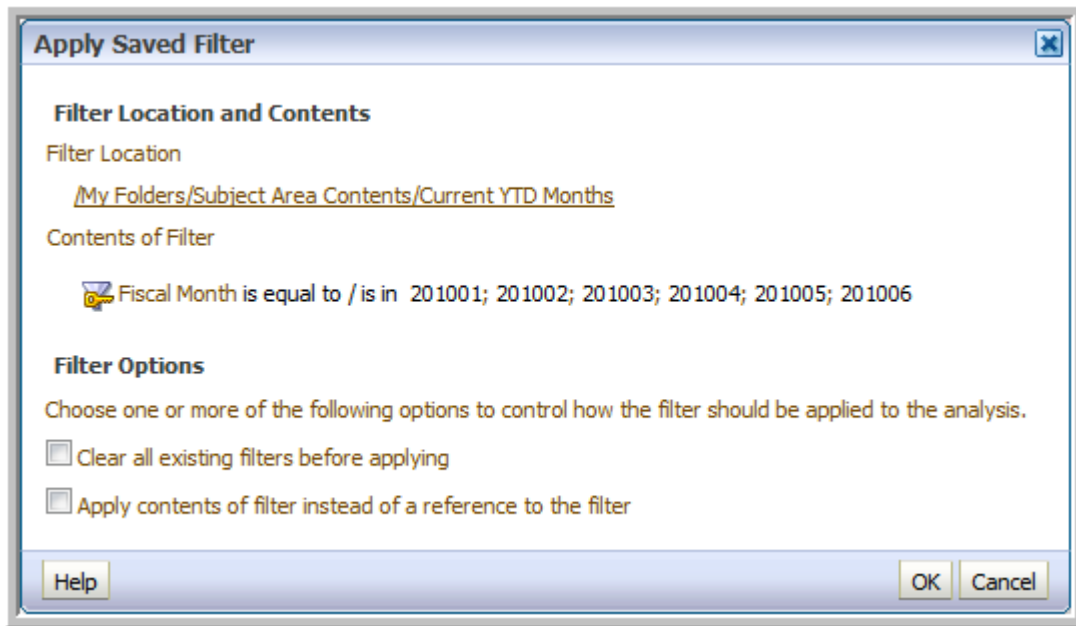 Apply Saved Filter
Filter Location and Contents
Filter Location
/My Folders/Subject Area Contents/Current YTD Months
Contents of Filter
Fiscal Month is equal to / is in 201001; 201002; 201003; 201004; 201005; 201006
Filter Options
Choose one or more of the following options to control how the filter should be applied to the analysis.
Clear all existing filters before applying
Apply contents of filter instead of a reference to the filter
Help OK Cancel